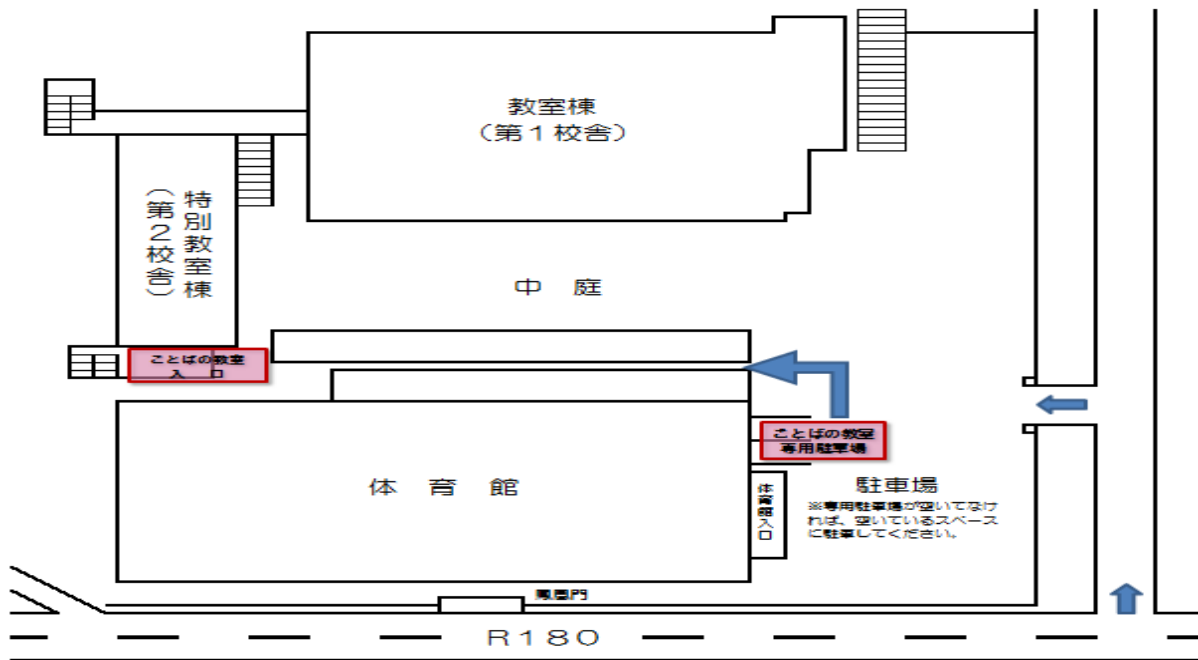 教室棟
（第１校舎）
特別教室棟
（第２校舎）
中　庭
ことばの教室
入　口
ことばの教室
専用駐車場
体　育　館
体育館入口
駐車場
※専用駐車場が空いてなけ
れば、空いているスペース
に駐車してください。
鳳凰門
R180